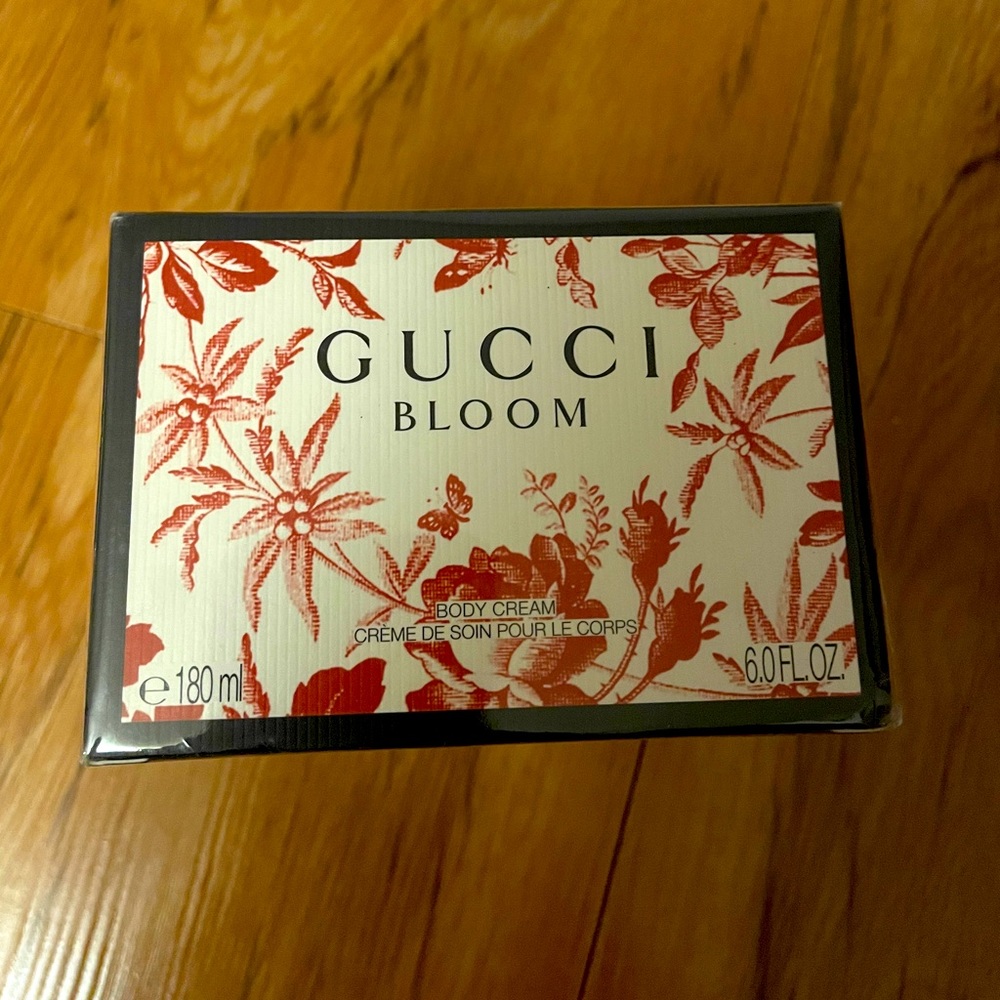 GUCCI
BLOOM
BODY CREAM
CRÈME DE SOIN POUR LE CORPS
℮ 180 ml
6.0 FL. OZ.